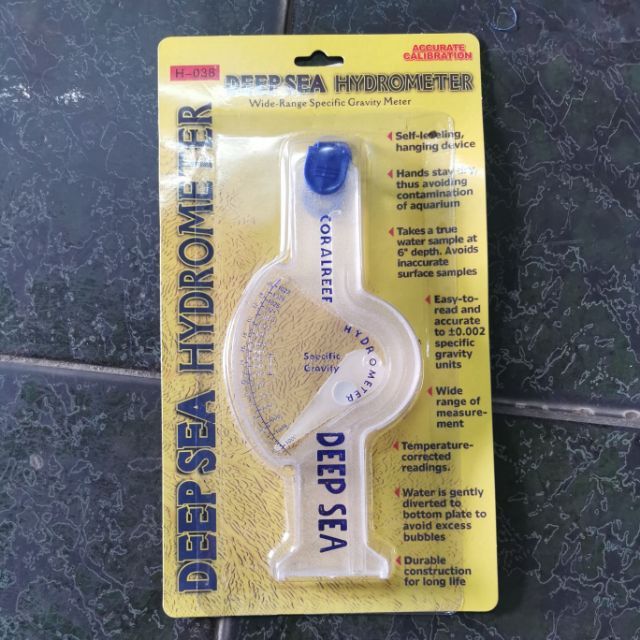 ACCURATE
CALIBRATION
H-038
DEEP SEA HYDROMETER
Wide-Range Specific Gravity Meter
DEEP SEA HYDROMETER
Self-leveling,
hanging device
Hands stay dry,
thus avoiding
contamination
of aquarium
Takes a true
water sample at
6" depth. Avoids
inaccurate
surface samples
Easy-to-
read and
accurate
to ±0.002
specific
gravity
units
Wide
range of
measure-
ment
Temperature-
corrected
readings.
Water is gently
diverted to
bottom plate to
avoid excess
bubbles
Durable
construction
for long life
CORALREEF
HYDROMETER
Specific
Gravity
DEEP SEA